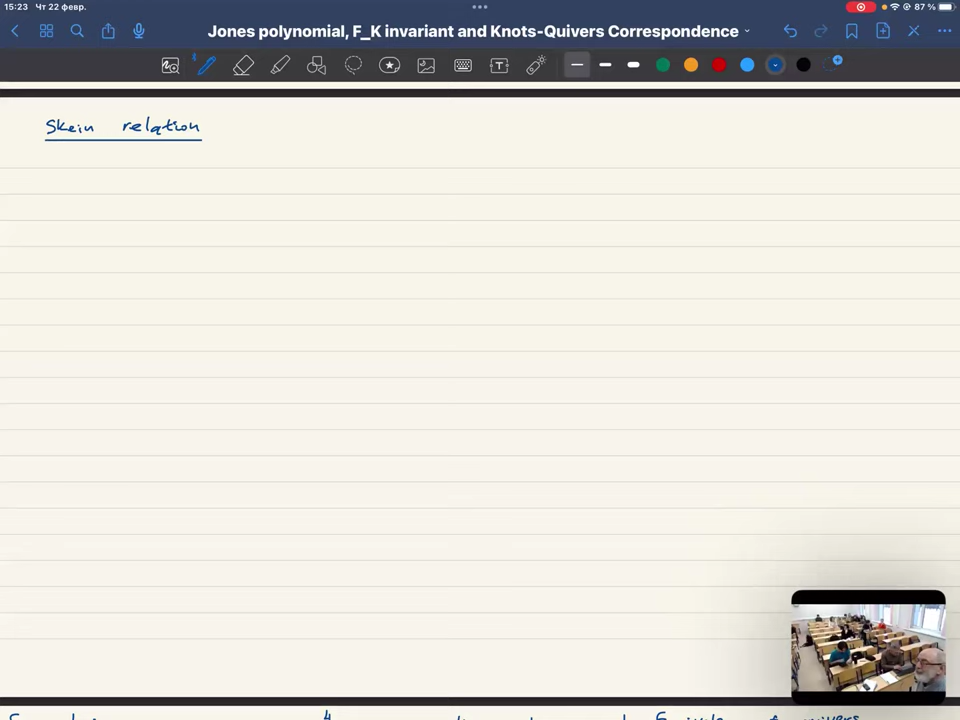 15:23 Чт 22 февр. 87 %
Jones polynomial, F_K invariant and Knots-Quivers Correspondence
Skein relation